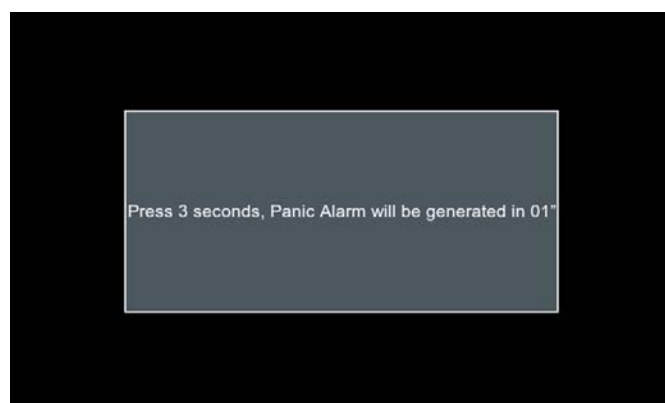 Press 3 seconds, Panic Alarm will be generated in 01”